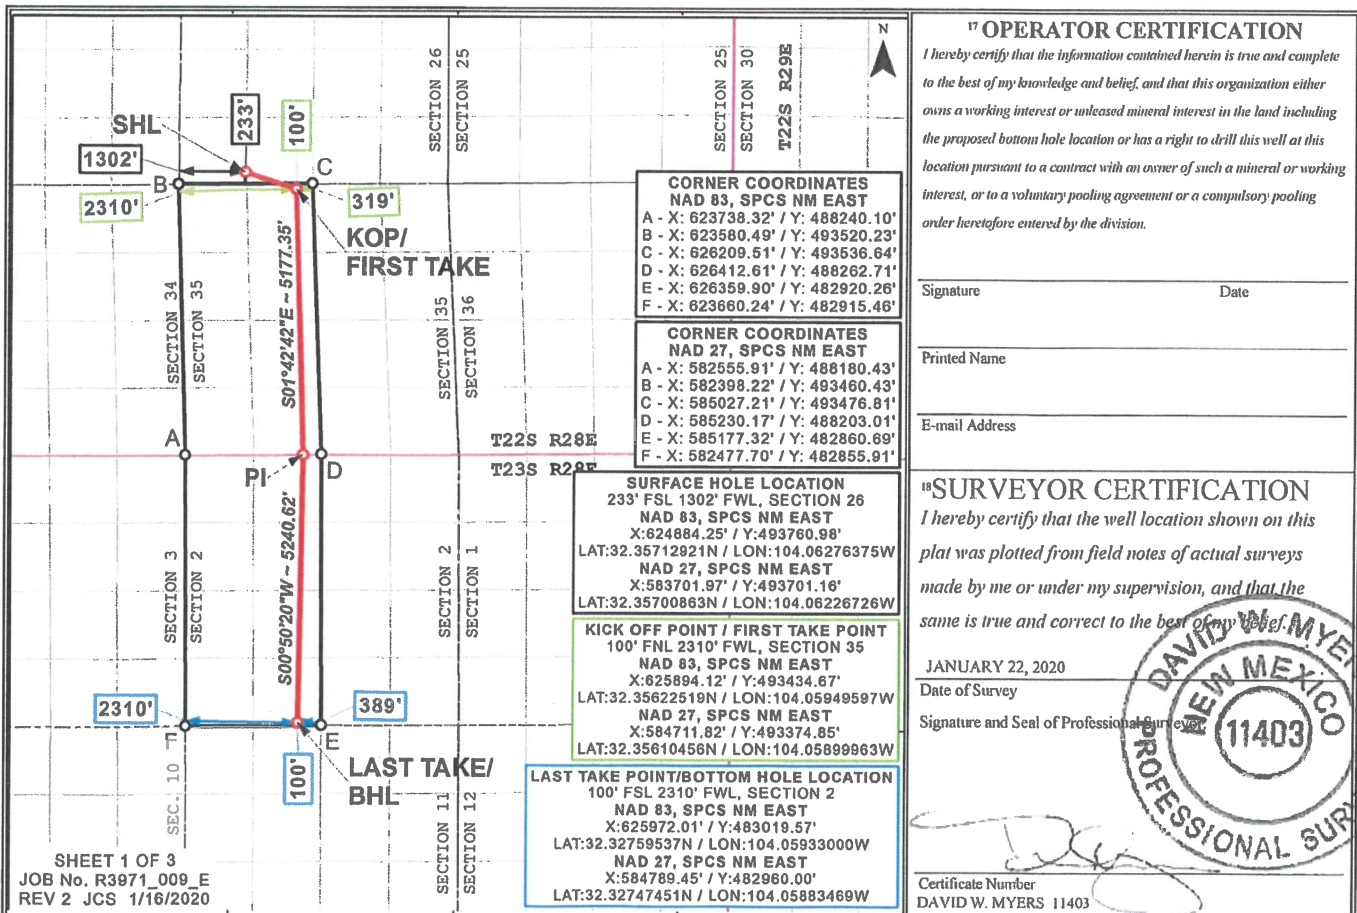 N
SECTION 26
SECTION 25
SECTION 25
SECTION 30
T22S R29E
SHL
233'
100'
1302'
B
C
2310'
319'
KOP/
FIRST TAKE
S01°42'42"E ~ 5177.35'
SECTION 34
SECTION 35
SECTION 35
SECTION 36
A
PI
D
T22S R28E
T23S R28E
S00°50'20"W ~ 5240.62'
SECTION 3
SECTION 2
SECTION 2
SECTION 1
2310'
389'
F
E
100'
LAST TAKE/
BHL
SEC. 10
SECTION 11
SECTION 12
SHEET 1 OF 3
JOB No. R3971_009_E
REV 2 JCS 1/16/2020
CORNER COORDINATES
NAD 83, SPCS NM EAST
A - X: 623738.32' / Y: 488240.10'
B - X: 623580.49' / Y: 493520.23'
C - X: 626209.51' / Y: 493536.64'
D - X: 626412.61' / Y: 488262.71'
E - X: 626359.90' / Y: 482920.26'
F - X: 623660.24' / Y: 482915.46'
CORNER COORDINATES
NAD 27, SPCS NM EAST
A - X: 582555.91' / Y: 488180.43'
B - X: 582398.22' / Y: 493460.43'
C - X: 585027.21' / Y: 493476.81'
D - X: 585230.17' / Y: 488203.01'
E - X: 585177.32' / Y: 482860.69'
F - X: 582477.70' / Y: 482855.91'
SURFACE HOLE LOCATION
233' FSL 1302' FWL, SECTION 26
NAD 83, SPCS NM EAST
X:624884.25' / Y:493760.98'
LAT:32.35712921N / LON:104.06276375W
NAD 27, SPCS NM EAST
X:583701.97' / Y:493701.16'
LAT:32.35700863N / LON:104.06226726W
KICK OFF POINT / FIRST TAKE POINT
100' FNL 2310' FWL, SECTION 35
NAD 83, SPCS NM EAST
X:625894.12' / Y:493434.67'
LAT:32.35622519N / LON:104.05949597W
NAD 27, SPCS NM EAST
X:584711.82' / Y:493374.85'
LAT:32.35610456N / LON:104.05899963W
LAST TAKE POINT/BOTTOM HOLE LOCATION
100' FSL 2310' FWL, SECTION 2
NAD 83, SPCS NM EAST
X:625972.01' / Y:483019.57'
LAT:32.32759537N / LON:104.05933000W
NAD 27, SPCS NM EAST
X:584789.45' / Y:482960.00'
LAT:32.32747451N / LON:104.05883469W
17 OPERATOR CERTIFICATION
I hereby certify that the information contained herein is true and complete
to the best of my knowledge and belief, and that this organization either
owns a working interest or unleased mineral interest in the land including
the proposed bottom hole location or has a right to drill this well at this
location pursuant to a contract with an owner of such a mineral or working
interest, or to a voluntary pooling agreement or a compulsory pooling
order heretofore entered by the division.
Signature Date
Printed Name
E-mail Address
18 SURVEYOR CERTIFICATION
I hereby certify that the well location shown on this
plat was plotted from field notes of actual surveys
made by me or under my supervision, and that the
same is true and correct to the best of my belief.
JANUARY 22, 2020
Date of Survey
Signature and Seal of Professional Surveyor
DAVID W. MYE
NEW MEXICO
11403
PROFESSIONAL SUR
Certificate Number
DAVID W. MYERS 11403